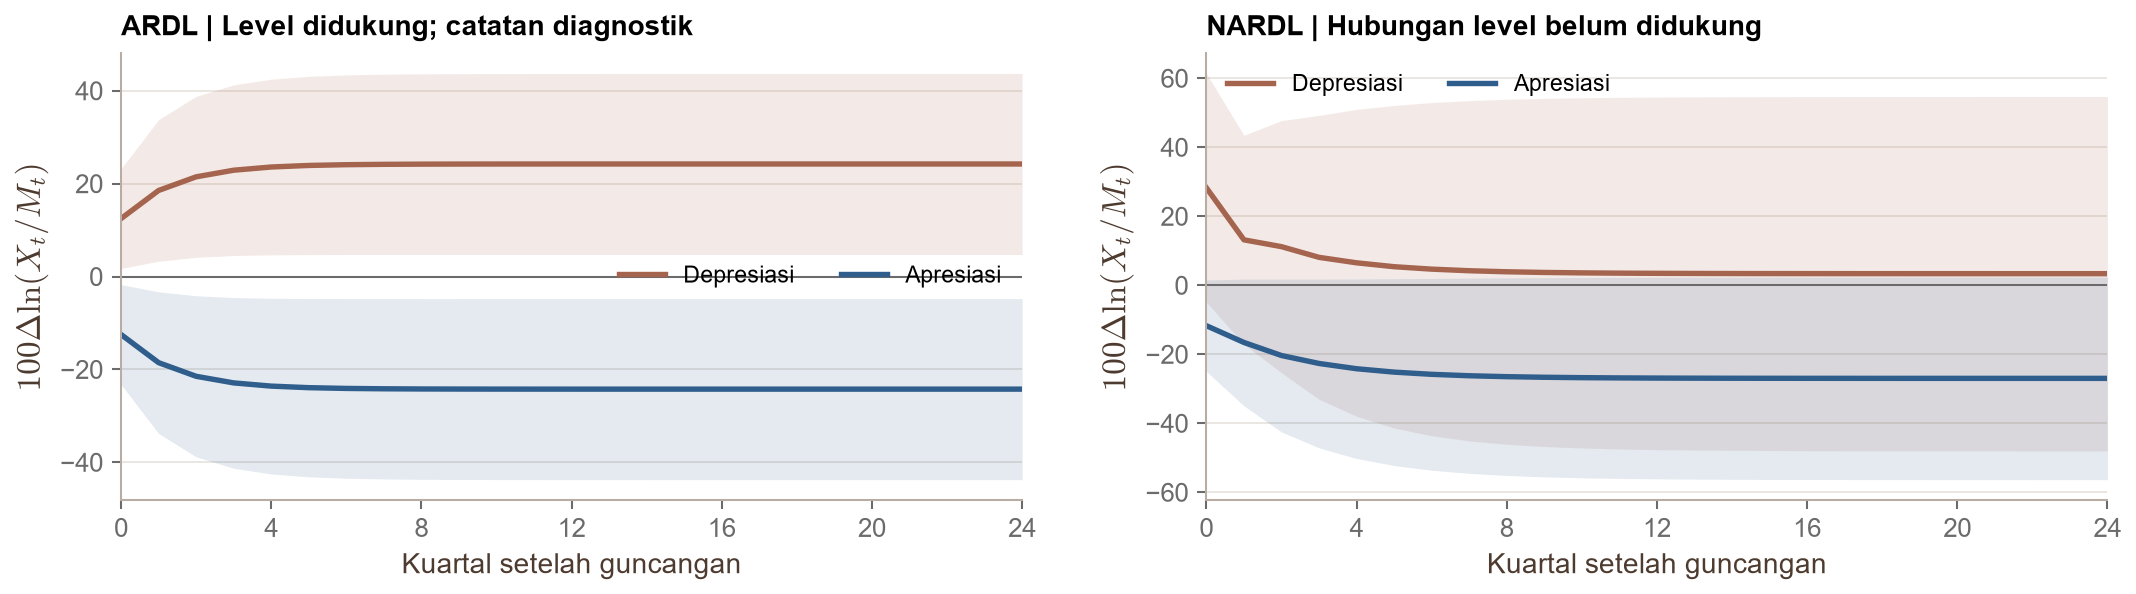 ARDL | Level didukung; catatan diagnostik
100Δln(X_t/M_t)
40
20
0
−20
−40
Depresiasi Apresiasi
0 4 8 12 16 20 24
Kuartal setelah guncangan
NARDL | Hubungan level belum didukung
100Δln(X_t/M_t)
Depresiasi Apresiasi
60
40
20
0
−20
−40
−60
0 4 8 12 16 20 24
Kuartal setelah guncangan